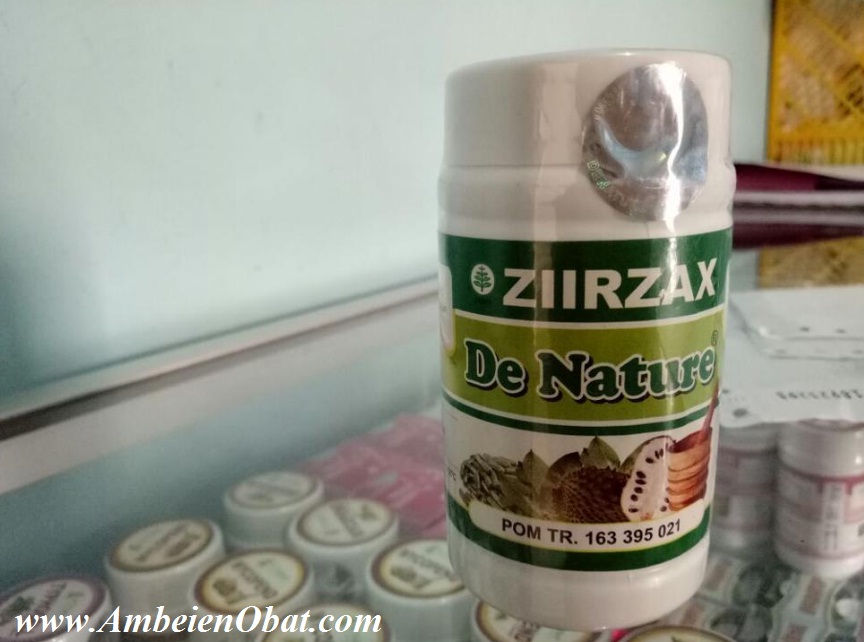 ZIIRZAX
De Nature®
POM TR. 163 395 021
www.AmbeienObat.com